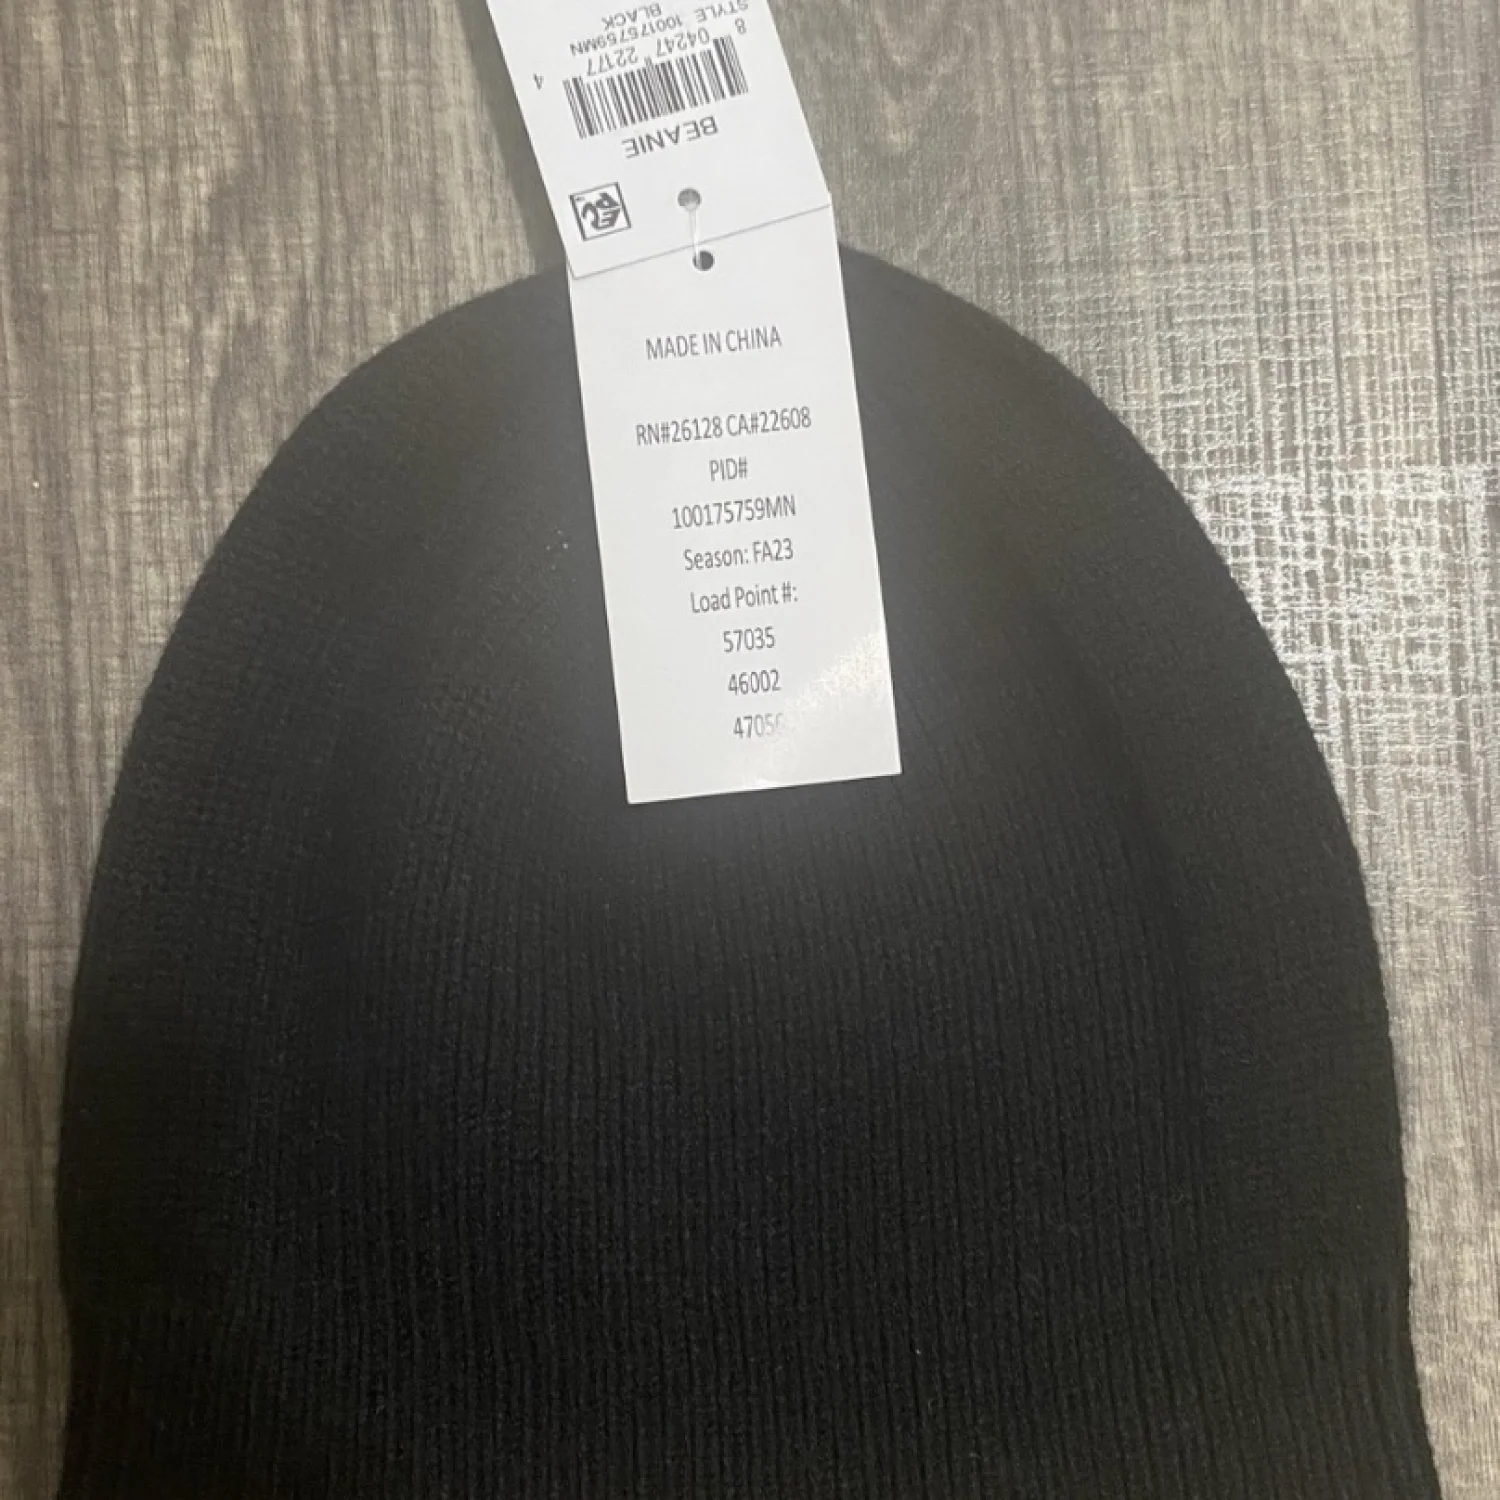 STYLE 100175759MN
BLACK
8 04247 22177 4
BEANIE
EPC
MADE IN CHINA
RN#26128 CA#22608
PID#
100175759MN
Season: FA23
Load Point #:
57035
46002